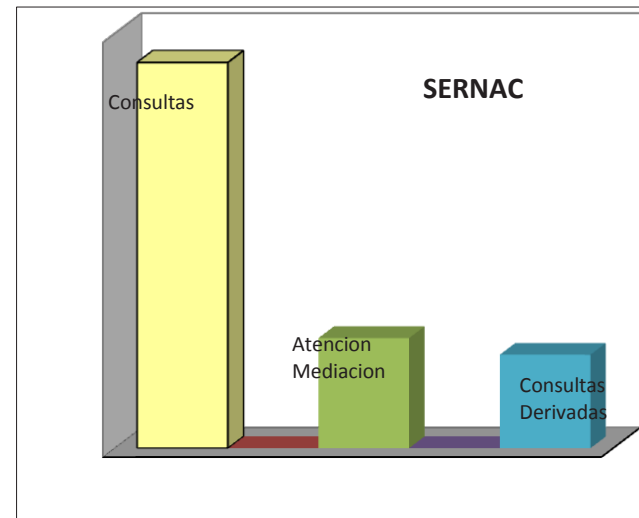 SERNAC
Consultas
Atencion
Mediacion
Consultas
Derivadas